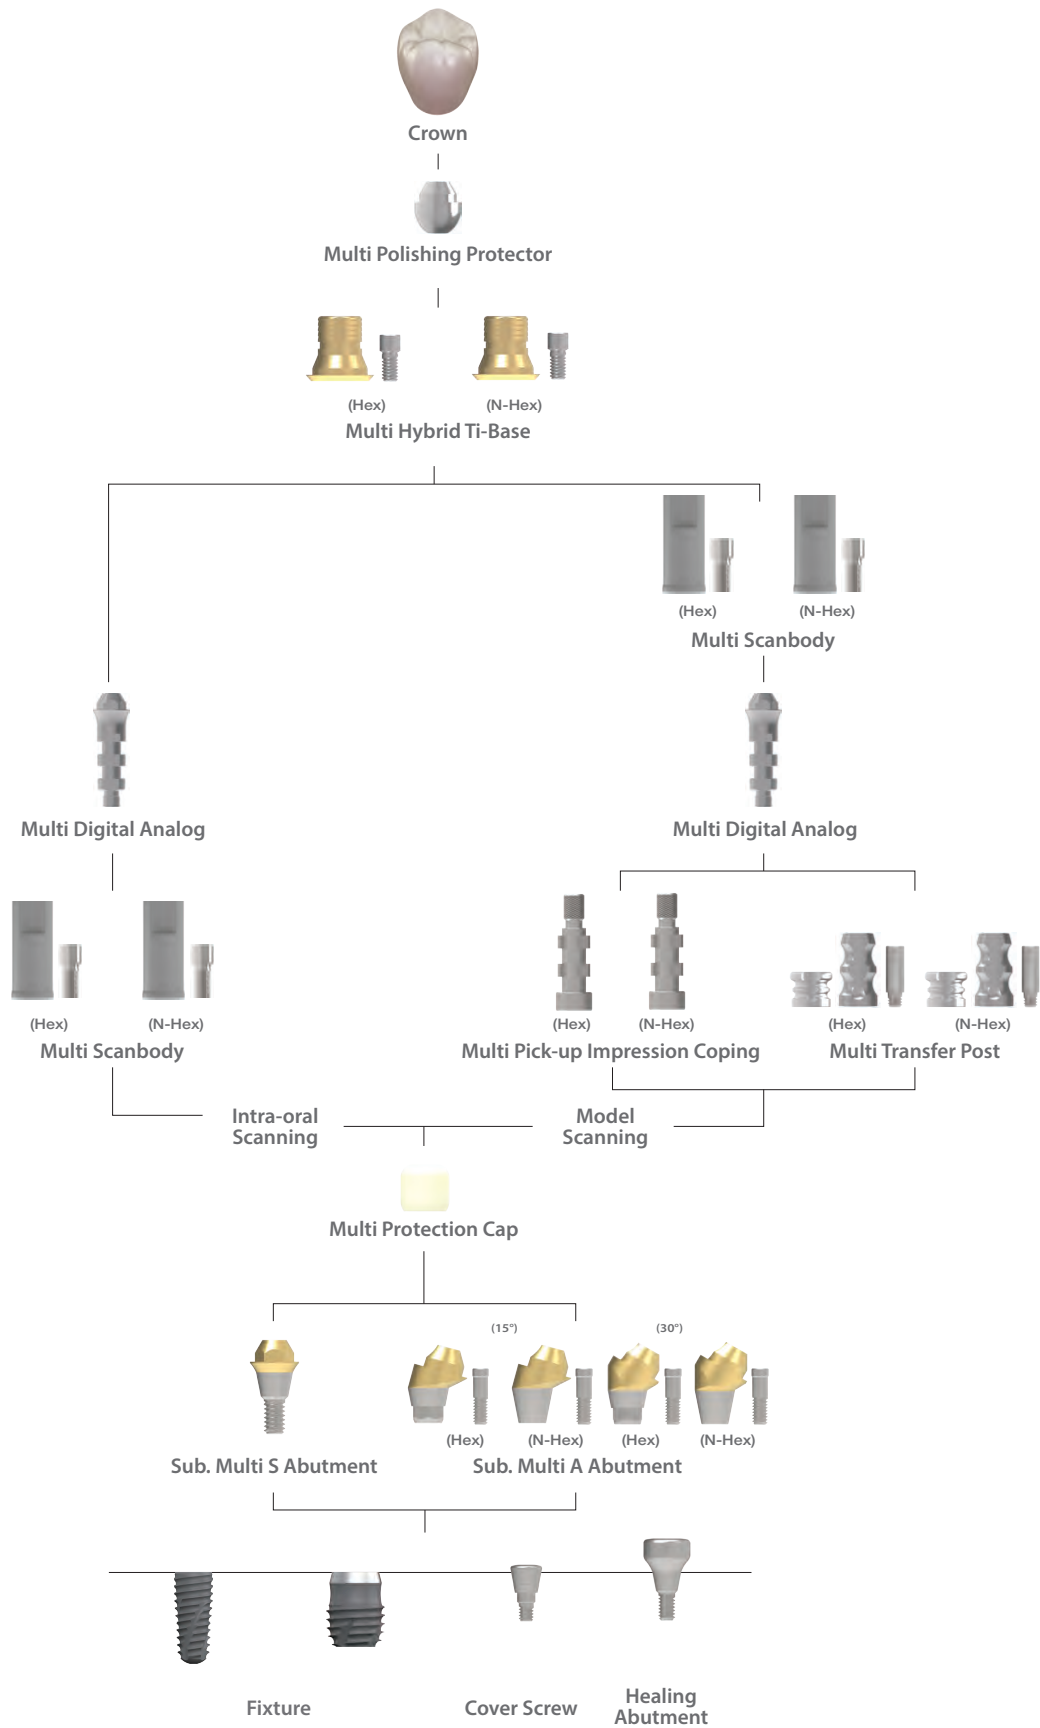 Crown
Multi Polishing Protector
(Hex)
(N-Hex)
Multi Hybrid Ti-Base
(Hex)
(N-Hex)
Multi Scanbody
Multi Digital Analog
Multi Digital Analog
(Hex)
(N-Hex)
Multi Scanbody
(Hex)
(N-Hex)
Multi Pick-up Impression Coping
(Hex)
(N-Hex)
Multi Transfer Post
Intra-oral
Scanning
Model
Scanning
Multi Protection Cap
(15°)
(30°)
(Hex)
(N-Hex)
(Hex)
(N-Hex)
Sub. Multi S Abutment
Sub. Multi A Abutment
Fixture
Cover Screw
Healing
Abutment